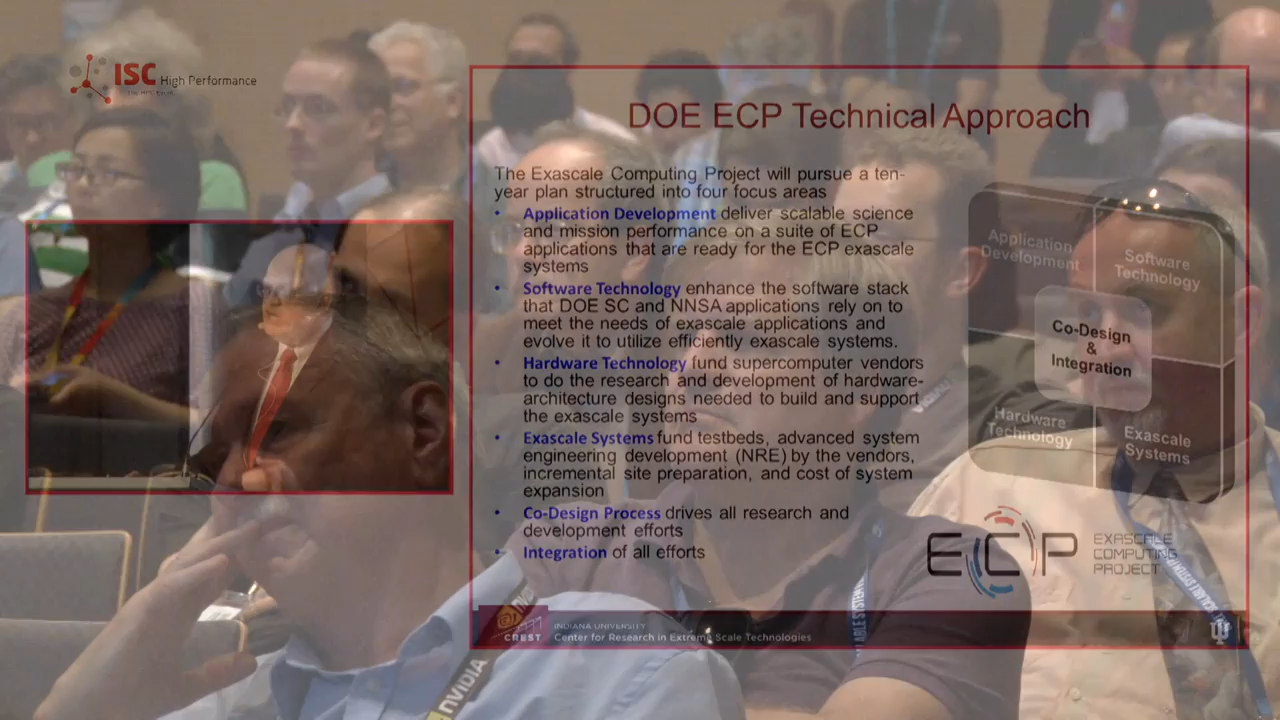 ISC High Performance
DOE ECP Technical Approach
The Exascale Computing Project will pursue a ten-
year plan structured into four focus areas
• Application Development deliver scalable science
and mission performance on a suite of ECP
applications that are ready for the ECP exascale
systems
• Software Technology enhance the software stack
that DOE SC and NNSA applications rely on to
meet the needs of exascale applications and
evolve it to utilize efficiently exascale systems.
• Hardware Technology fund supercomputer vendors
to do the research and development of hardware-
architecture designs needed to build and support
the exascale systems
• Exascale Systems fund testbeds, advanced system
engineering development (NRE) by the vendors,
incremental site preparation, and cost of system
expansion
• Co-Design Process drives all research and
development efforts
• Integration of all efforts
Application
Development
Software
Technology
Co-Design
&
Integration
Hardware
Technology
Exascale
Systems
ECP
EXASCALE
COMPUTING
PROJECT
CREST
INDIANA UNIVERSITY
Center for Research in Extreme Scale Technologies
NVIDIA